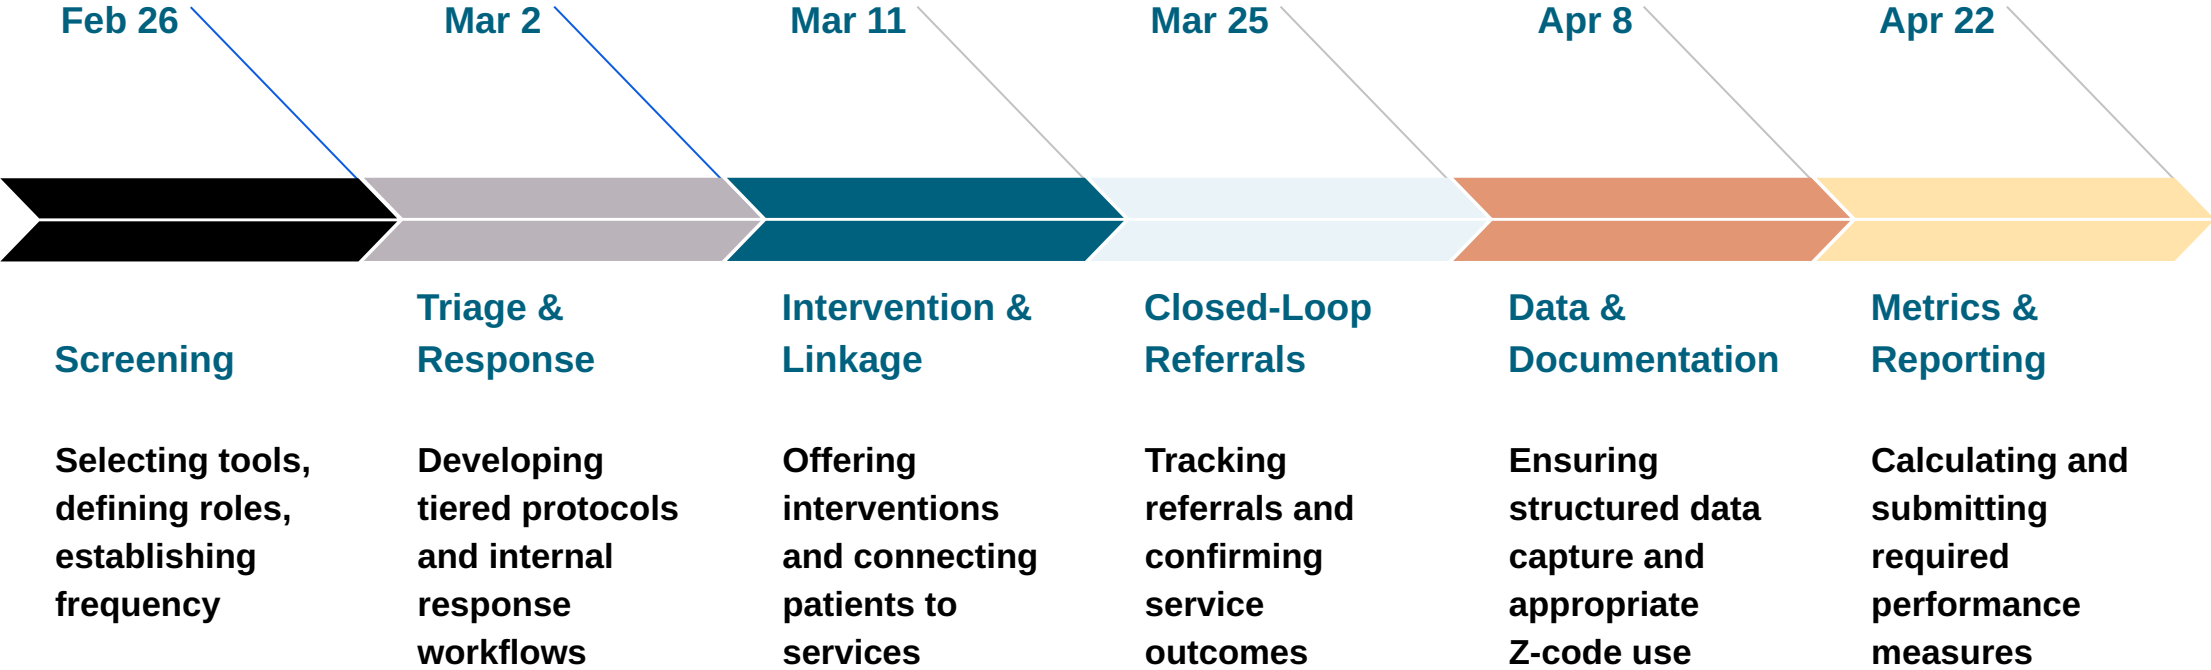 Feb 26
Mar 2
Mar 11
Mar 25
Apr 8
Apr 22
Screening
Selecting tools,
defining roles,
establishing
frequency
Triage &
Response
Developing
tiered protocols
and internal
response
workflows
Intervention &
Linkage
Offering
interventions
and connecting
patients to
services
Closed-Loop
Referrals
Tracking
referrals and
confirming
service
outcomes
Data &
Documentation
Ensuring
structured data
capture and
appropriate
Z-code use
Metrics &
Reporting
Calculating and
submitting
required
performance
measures